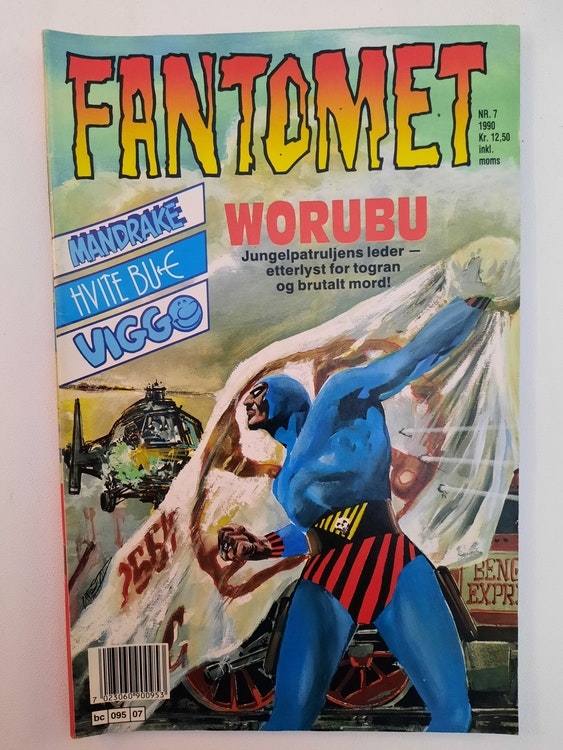 FANTOMET
NR. 7
1990
Kr. 12,50
inkl.
moms
MANDRAKE
HVITE BUE
VIGGO
WORUBU
Jungelpatruljens leder —
etterlyst for togran
og brutalt mord!
BENG
EXPR
7 023060 900953
bc 095 07